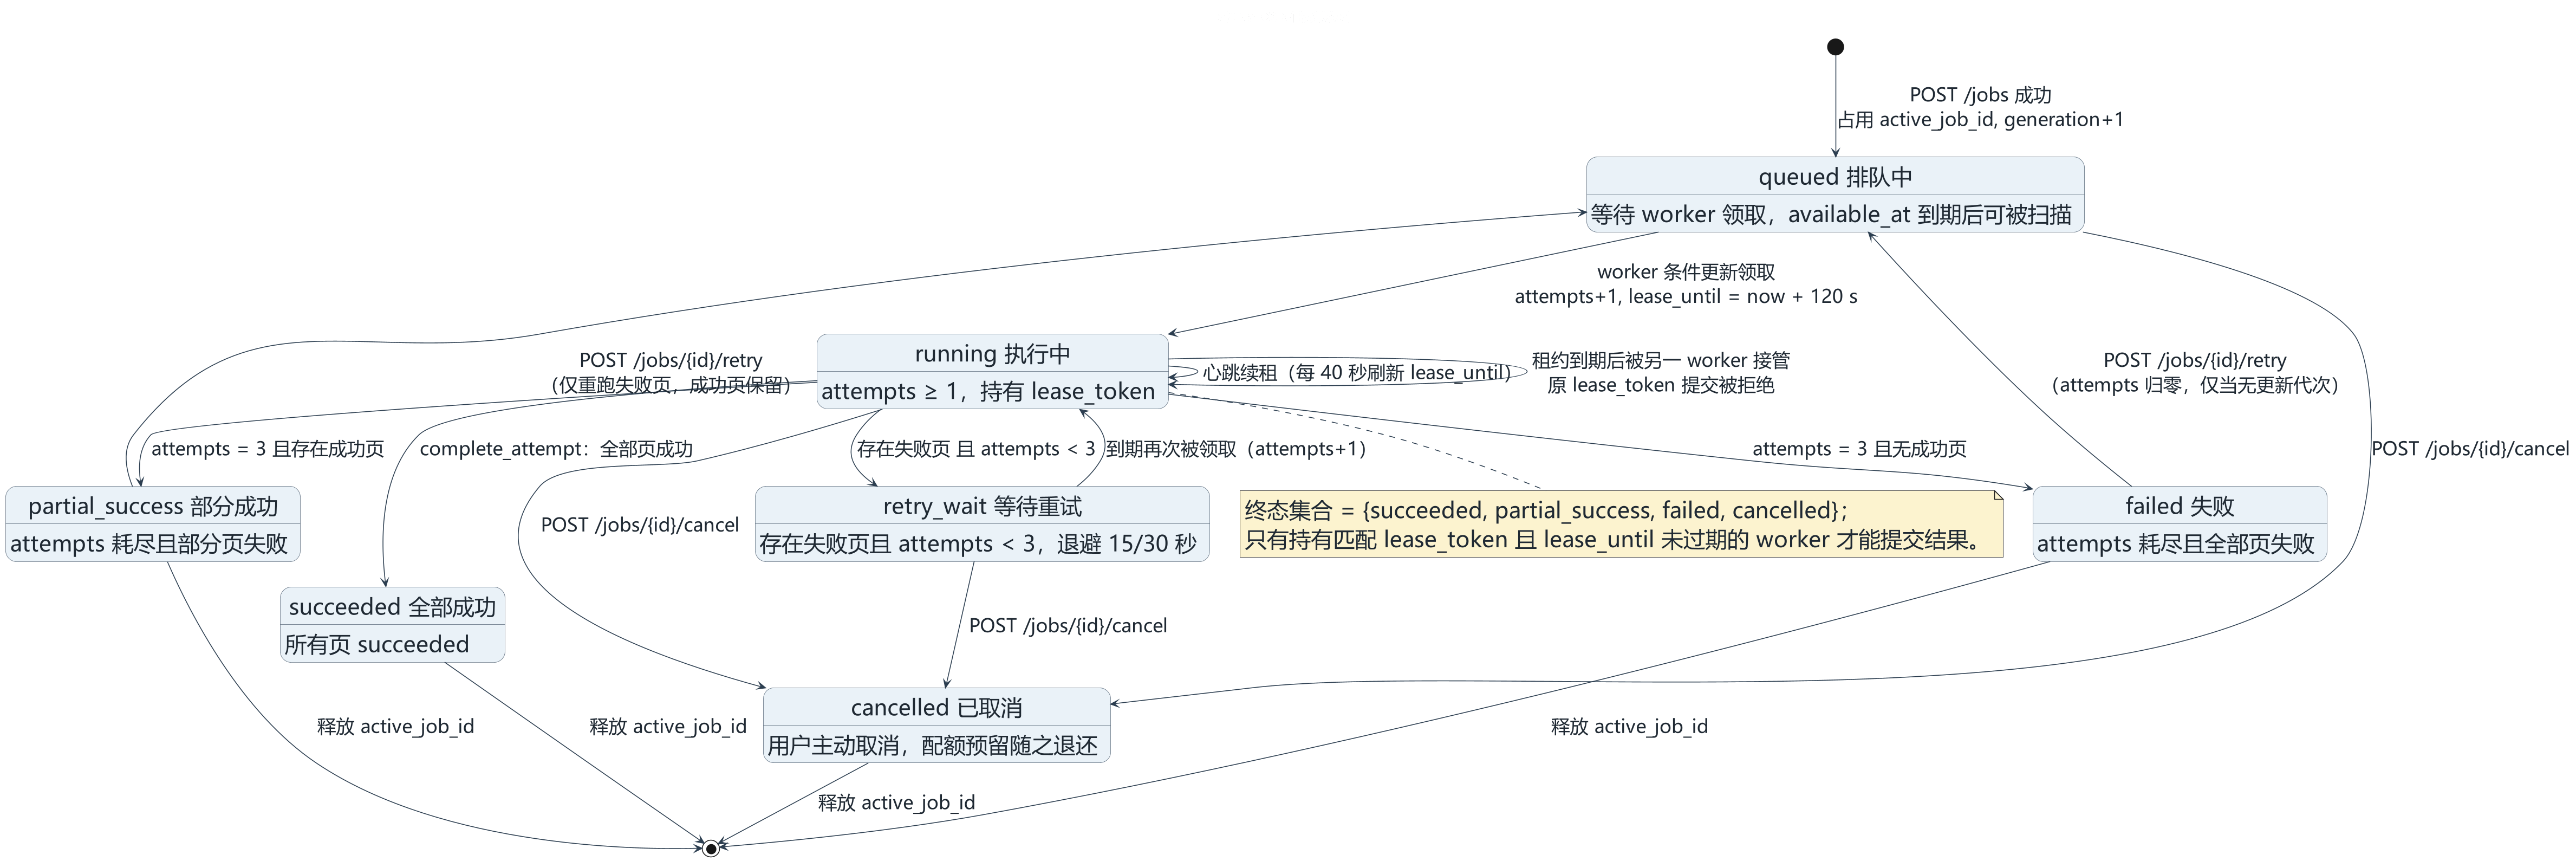 POST /jobs 成功
占用 active_job_id, generation+1
queued 排队中
等待 worker 领取，available_at 到期后可被扫描
worker 条件更新领取
attempts+1, lease_until = now + 120 s
running 执行中
attempts ≥ 1，持有 lease_token
POST /jobs/{id}/retry
（仅重跑失败页，成功页保留）
心跳续租（每 40 秒刷新 lease_until）
租约到期后被另一 worker 接管
原 lease_token 提交被拒绝
POST /jobs/{id}/retry
（attempts 归零，仅当无更新代次）
attempts = 3 且存在成功页
complete_attempt：全部页成功
存在失败页 且 attempts < 3
到期再次被领取（attempts+1）
attempts = 3 且无成功页
POST /jobs/{id}/cancel
partial_success 部分成功
attempts 耗尽且部分页失败
POST /jobs/{id}/cancel
retry_wait 等待重试
存在失败页且 attempts < 3，退避 15/30 秒
终态集合 = {succeeded, partial_success, failed, cancelled}；
只有持有匹配 lease_token 且 lease_until 未过期的 worker 才能提交结果。
failed 失败
attempts 耗尽且全部页失败
succeeded 全部成功
所有页 succeeded
POST /jobs/{id}/cancel
cancelled 已取消
用户主动取消，配额预留随之退还
释放 active_job_id
释放 active_job_id
释放 active_job_id
释放 active_job_id